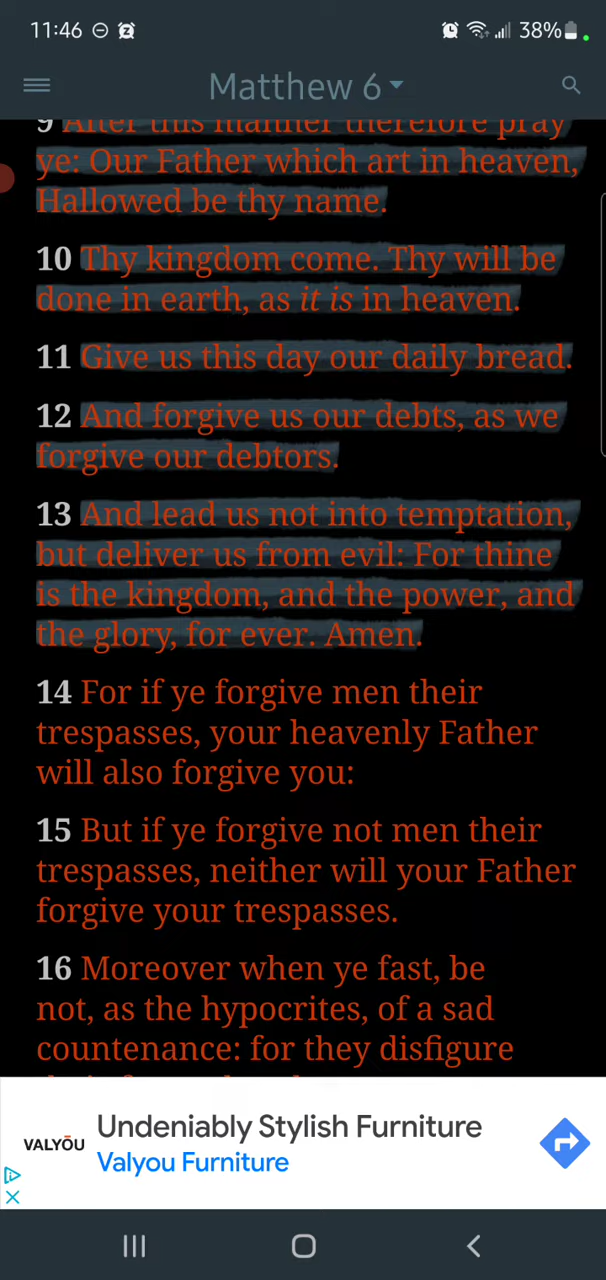 11:46 38%
Matthew 6
9 After this manner therefore pray
ye: Our Father which art in heaven,
Hallowed be thy name.
10 Thy kingdom come. Thy will be
done in earth, as it is in heaven.
11 Give us this day our daily bread.
12 And forgive us our debts, as we
forgive our debtors.
13 And lead us not into temptation,
but deliver us from evil: For thine
is the kingdom, and the power, and
the glory, for ever. Amen.
14 For if ye forgive men their
trespasses, your heavenly Father
will also forgive you:
15 But if ye forgive not men their
trespasses, neither will your Father
forgive your trespasses.
16 Moreover when ye fast, be
not, as the hypocrites, of a sad
countenance: for they disfigure
VALYŌU
Undeniably Stylish Furniture
Valyou Furniture